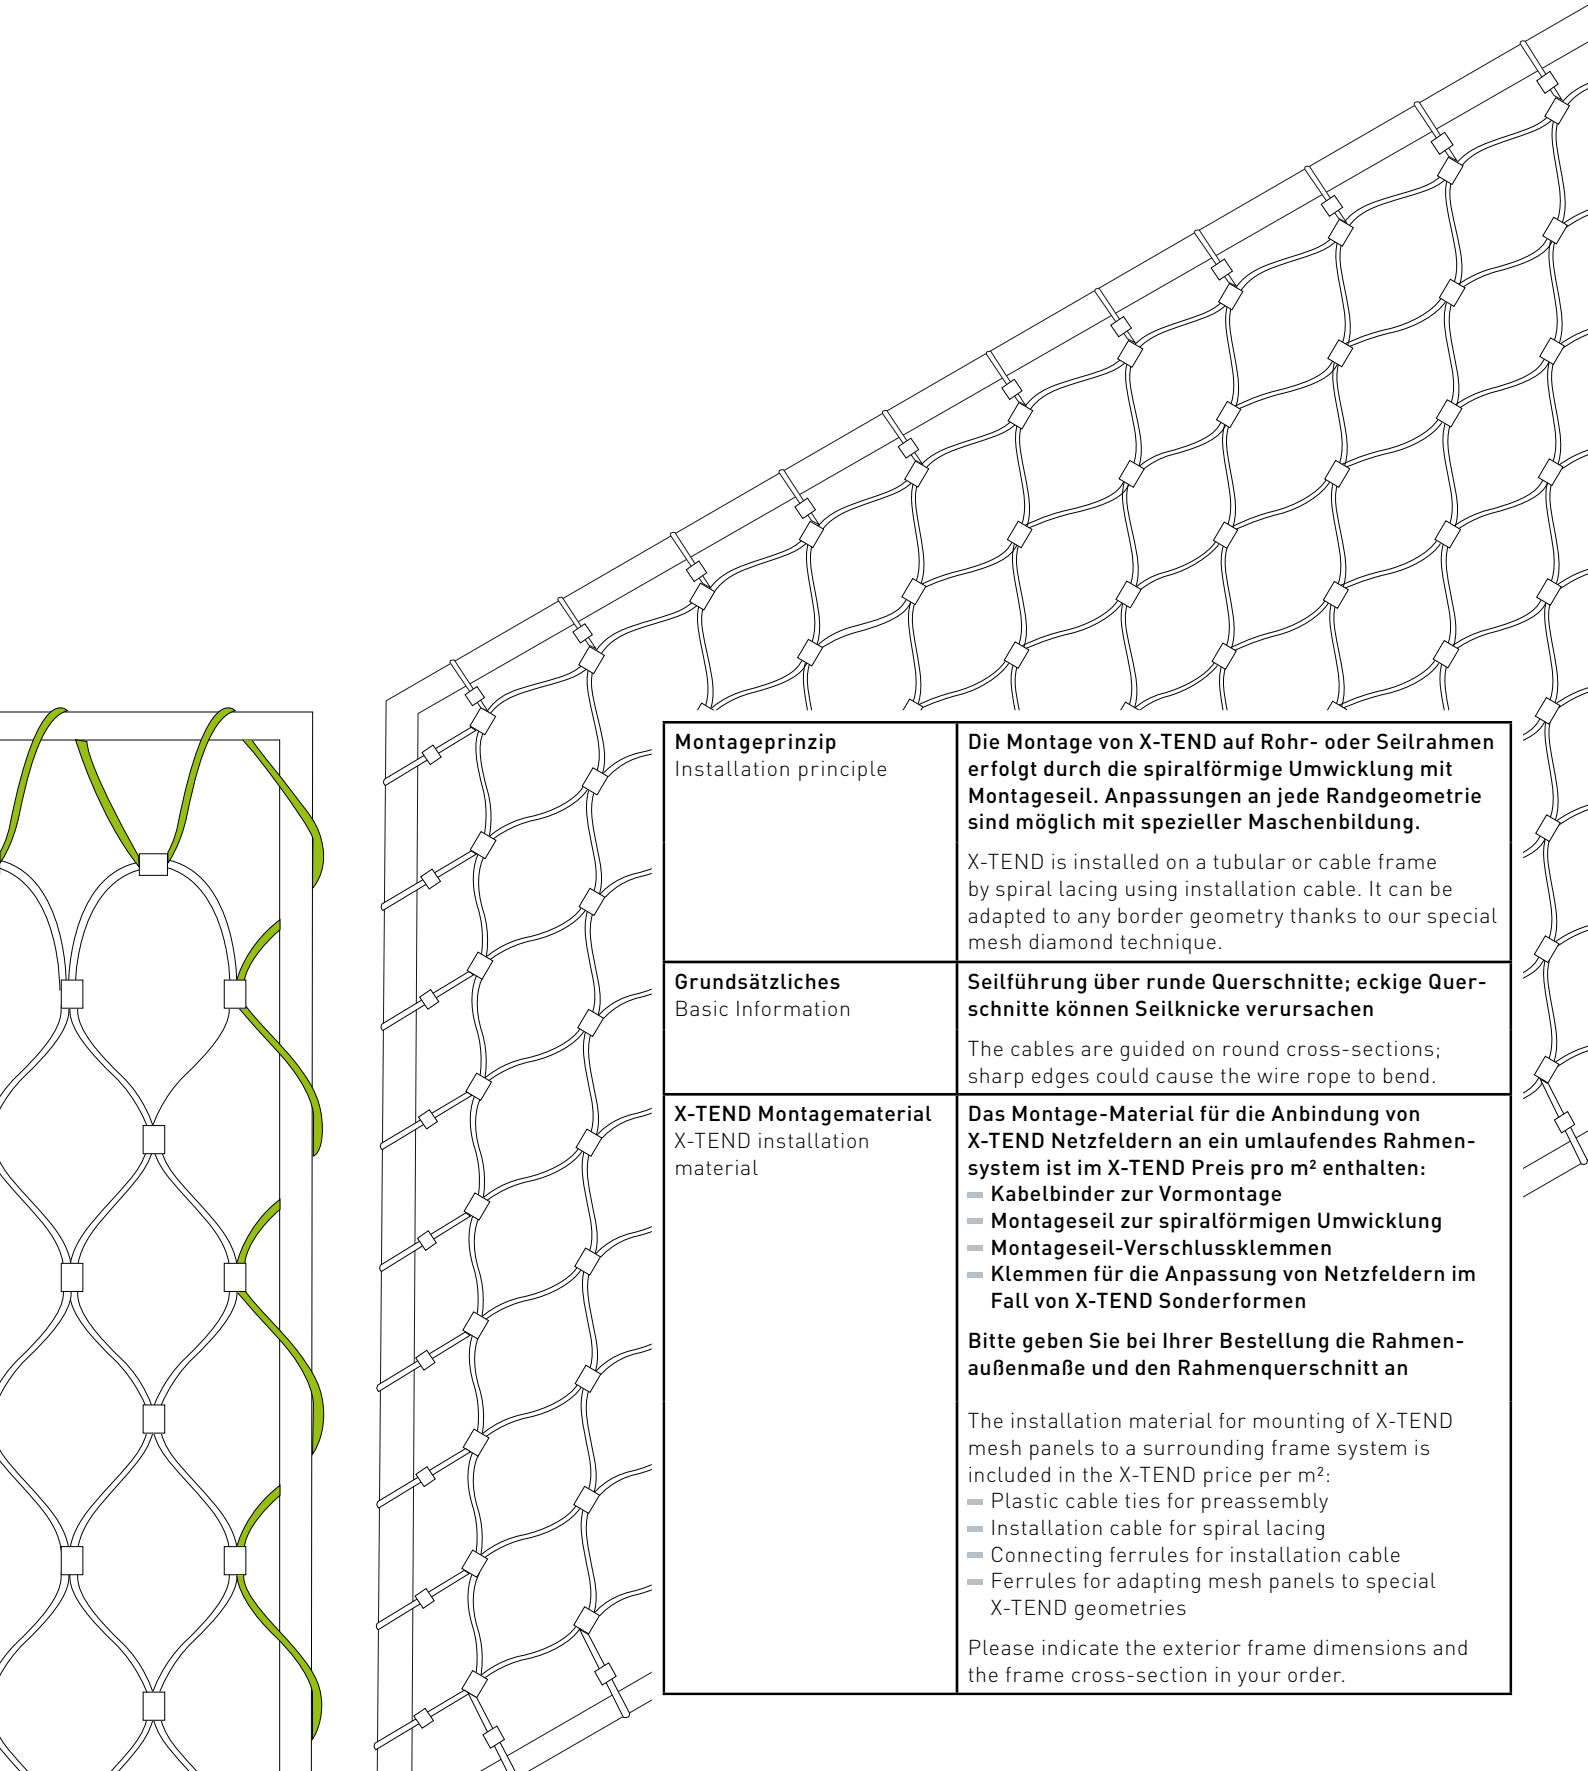 Montageprinzip
Installation principle
Die Montage von X-TEND auf Rohr- oder Seilrahmen
erfolgt durch die spiralförmige Umwicklung mit
Montageseil. Anpassungen an jede Randgeometrie
sind möglich mit spezieller Maschenbildung.
X-TEND is installed on a tubular or cable frame
by spiral lacing using installation cable. It can be
adapted to any border geometry thanks to our special
mesh diamond technique.
Grundsätzliches
Basic Information
Seilführung über runde Querschnitte; eckige Quer-
schnitte können Seilknicke verursachen
The cables are guided on round cross-sections;
sharp edges could cause the wire rope to bend.
X-TEND Montagematerial
X-TEND installation
material
Das Montage-Material für die Anbindung von
X-TEND Netzfeldern an ein umlaufendes Rahmen-
system ist im X-TEND Preis pro m² enthalten:
– Kabelbinder zur Vormontage
– Montageseil zur spiralförmigen Umwicklung
– Montageseil-Verschlussklemmen
– Klemmen für die Anpassung von Netzfeldern im
Fall von X-TEND Sonderformen
Bitte geben Sie bei Ihrer Bestellung die Rahmen-
außenmaße und den Rahmenquerschnitt an
The installation material for mounting of X-TEND
mesh panels to a surrounding frame system is
included in the X-TEND price per m²:
– Plastic cable ties for preassembly
– Installation cable for spiral lacing
– Connecting ferrules for installation cable
– Ferrules for adapting mesh panels to special
X-TEND geometries
Please indicate the exterior frame dimensions and
the frame cross-section in your order.